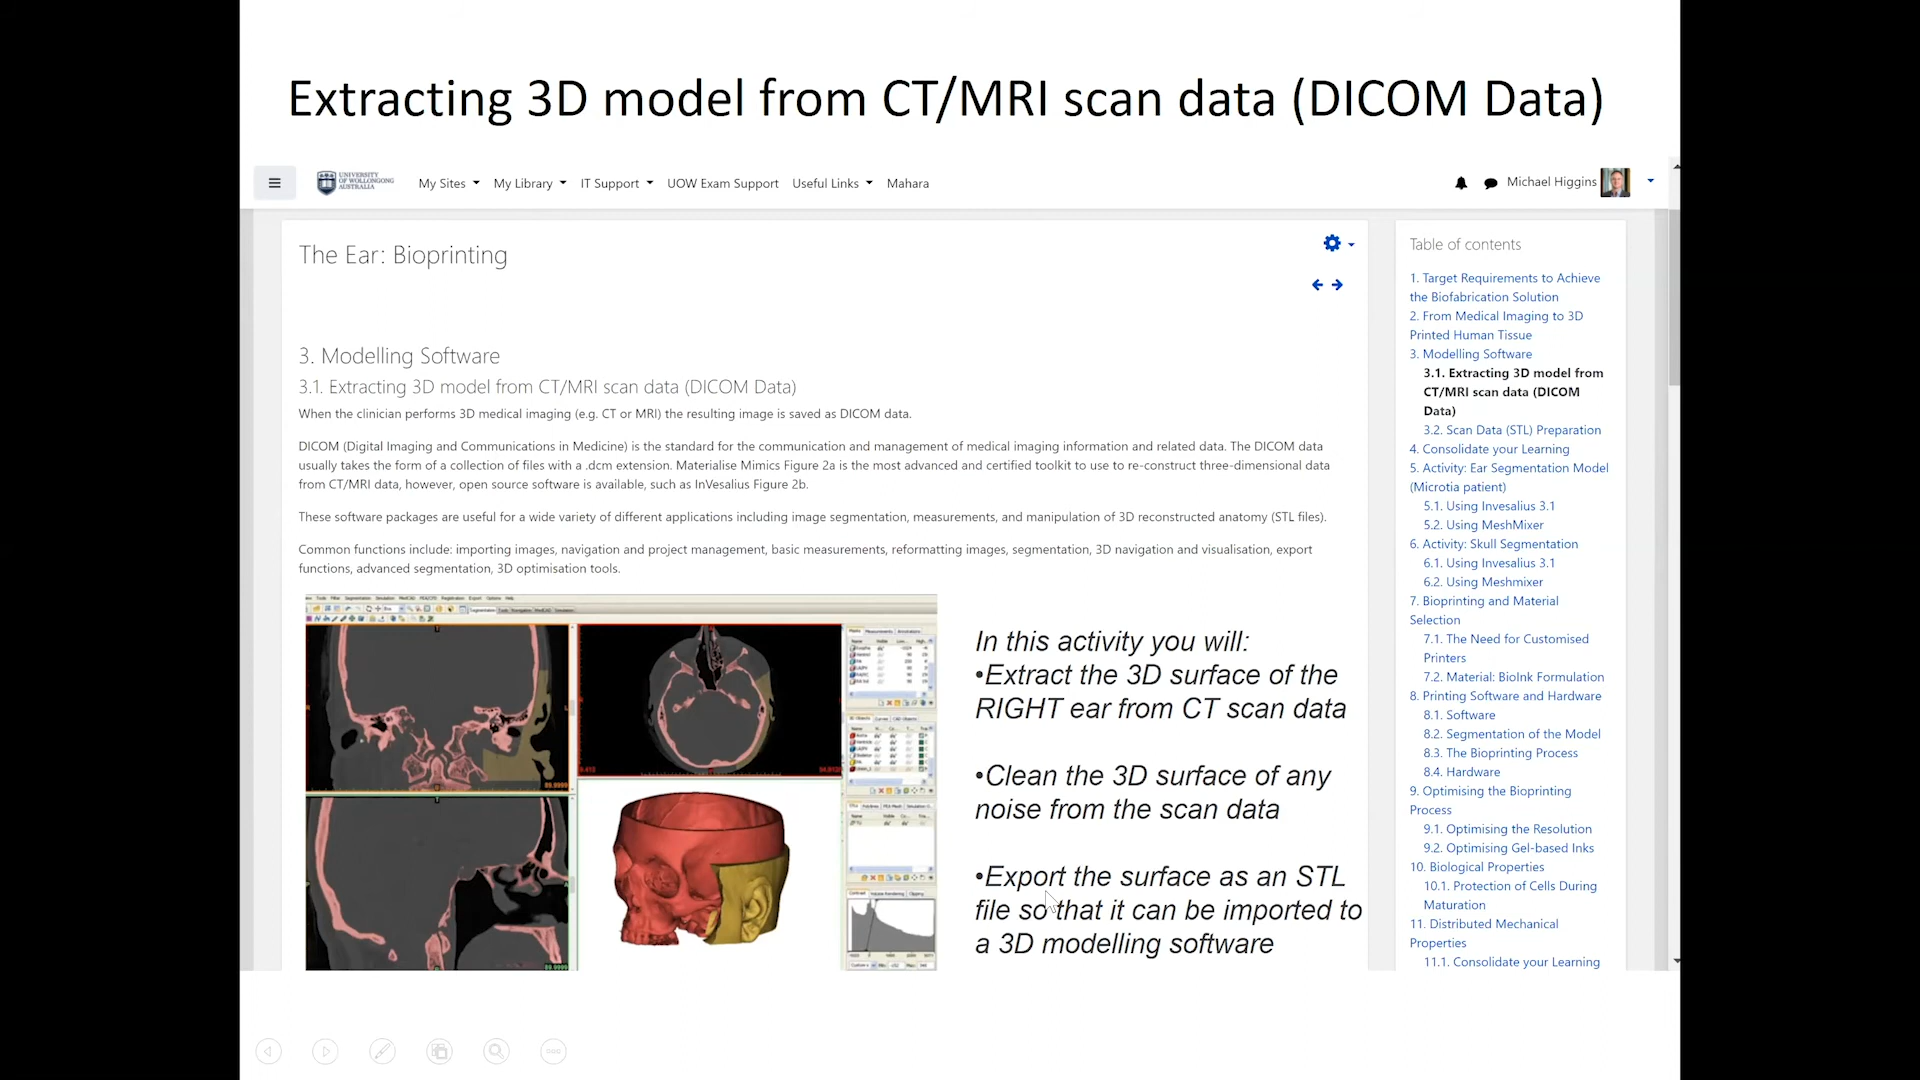 Extracting 3D model from CT/MRI scan data (DICOM Data)
UNIVERSITY
OF WOLLONGONG
AUSTRALIA
My Sites
My Library
IT Support
UOW Exam Support
Useful Links
Mahara
Michael Higgins
The Ear: Bioprinting
3. Modelling Software
3.1. Extracting 3D model from CT/MRI scan data (DICOM Data)
When the clinician performs 3D medical imaging (e.g. CT or MRI) the resulting image is saved as DICOM data.
DICOM (Digital Imaging and Communications in Medicine) is the standard for the communication and management of medical imaging information and related data. The DICOM data
usually takes the form of a collection of files with a .dcm extension. Materialise Mimics Figure 2a is the most advanced and certified toolkit to use to re-construct three-dimensional data
from CT/MRI data, however, open source software is available, such as InVesalius Figure 2b.
These software packages are useful for a wide variety of different applications including image segmentation, measurements, and manipulation of 3D reconstructed anatomy (STL files).
Common functions include: importing images, navigation and project management, basic measurements, reformatting images, segmentation, 3D navigation and visualisation, export
functions, advanced segmentation, 3D optimisation tools.
In this activity you will:
•Extract the 3D surface of the
RIGHT ear from CT scan data
•Clean the 3D surface of any
noise from the scan data
•Export the surface as an STL
file so that it can be imported to
a 3D modelling software
Table of contents
1. Target Requirements to Achieve
the Biofabrication Solution
2. From Medical Imaging to 3D
Printed Human Tissue
3. Modelling Software
3.1. Extracting 3D model from
CT/MRI scan data (DICOM
Data)
3.2. Scan Data (STL) Preparation
4. Consolidate your Learning
5. Activity: Ear Segmentation Model
(Microtia patient)
5.1. Using Invesalius 3.1
5.2. Using MeshMixer
6. Activity: Skull Segmentation
6.1. Using Invesalius 3.1
6.2. Using Meshmixer
7. Bioprinting and Material
Selection
7.1. The Need for Customised
Printers
7.2. Material: BioInk Formulation
8. Printing Software and Hardware
8.1. Software
8.2. Segmentation of the Model
8.3. The Bioprinting Process
8.4. Hardware
9. Optimising the Bioprinting
Process
9.1. Optimising the Resolution
9.2. Optimising Gel-based Inks
10. Biological Properties
10.1. Protection of Cells During
Maturation
11. Distributed Mechanical
Properties
11.1. Consolidate your Learning